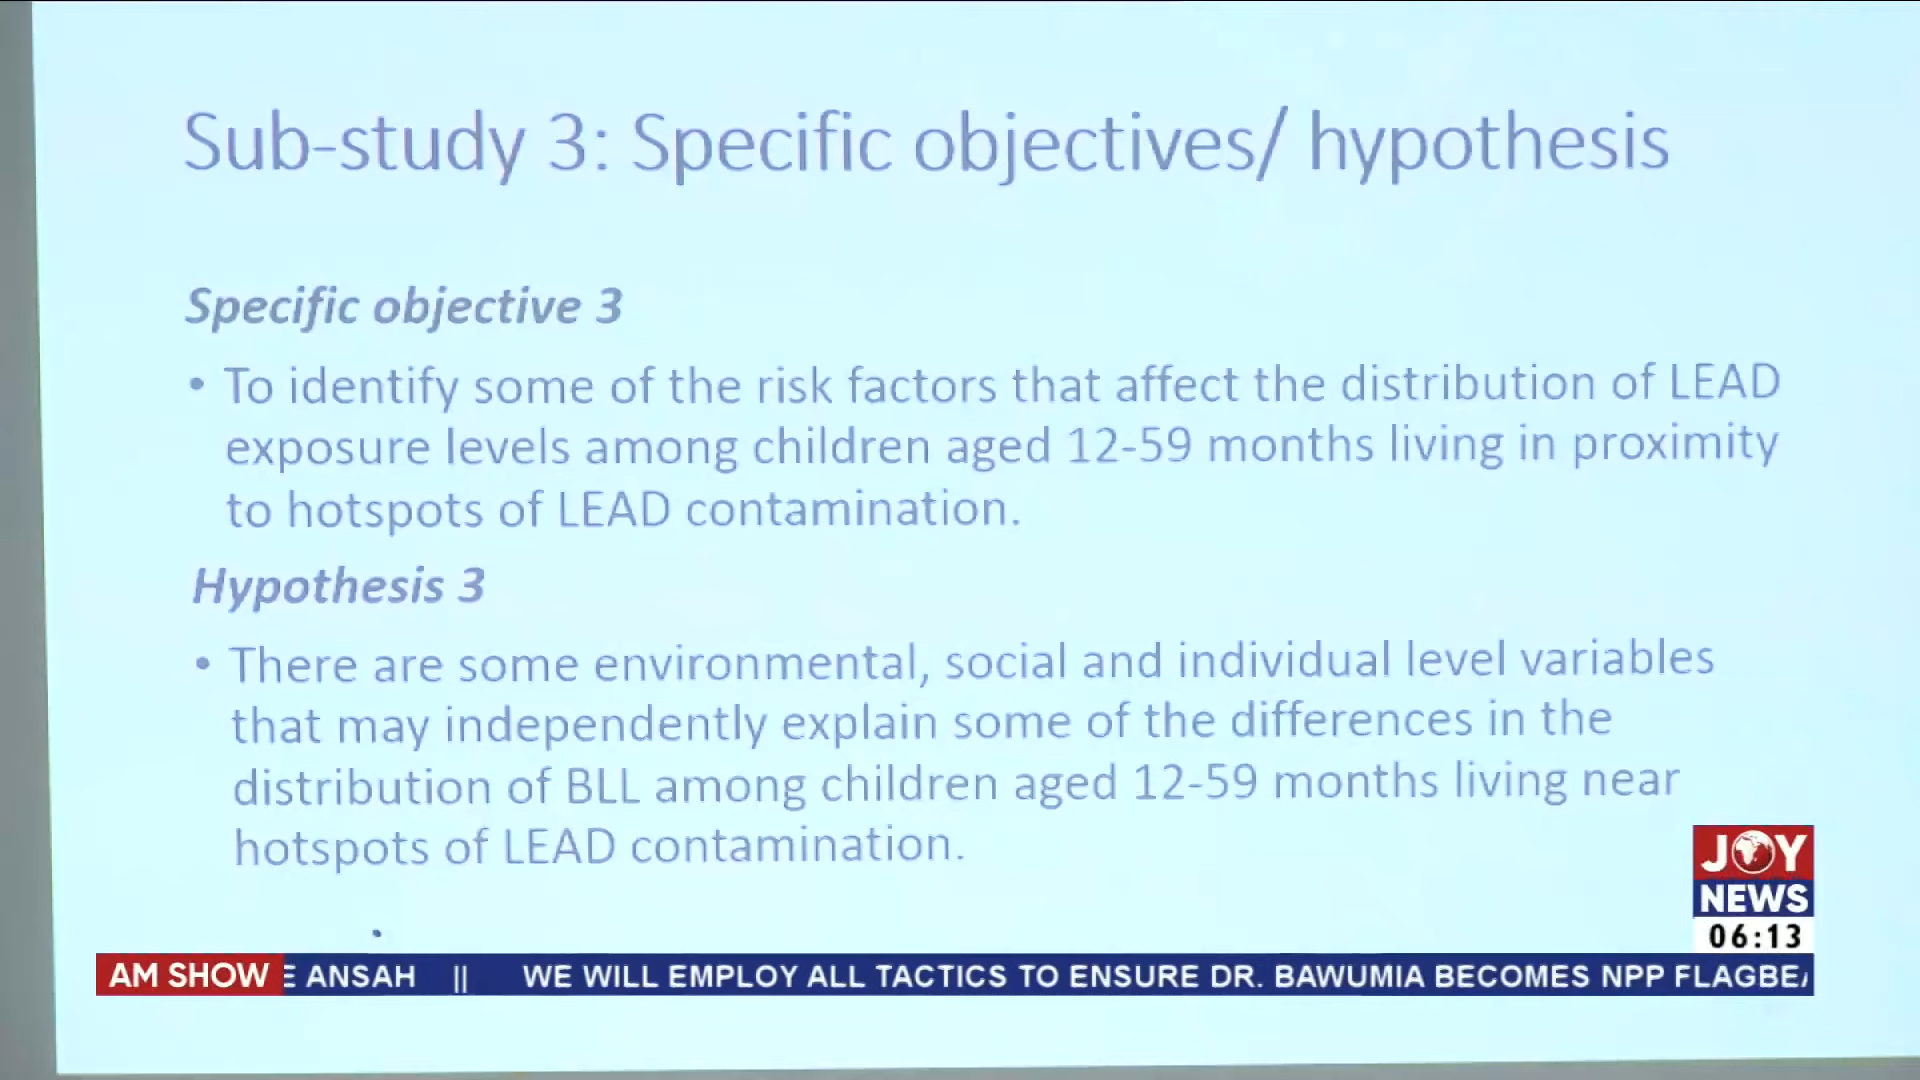 Sub-study 3: Specific objectives/ hypothesis
Specific objective 3
• To identify some of the risk factors that affect the distribution of LEAD
exposure levels among children aged 12-59 months living in proximity
to hotspots of LEAD contamination.
Hypothesis 3
• There are some environmental, social and individual level variables
that may independently explain some of the differences in the
distribution of BLL among children aged 12-59 months living near
hotspots of LEAD contamination.
JOY
NEWS
06:13
AM SHOW
E ANSAH || WE WILL EMPLOY ALL TACTICS TO ENSURE DR. BAWUMIA BECOMES NPP